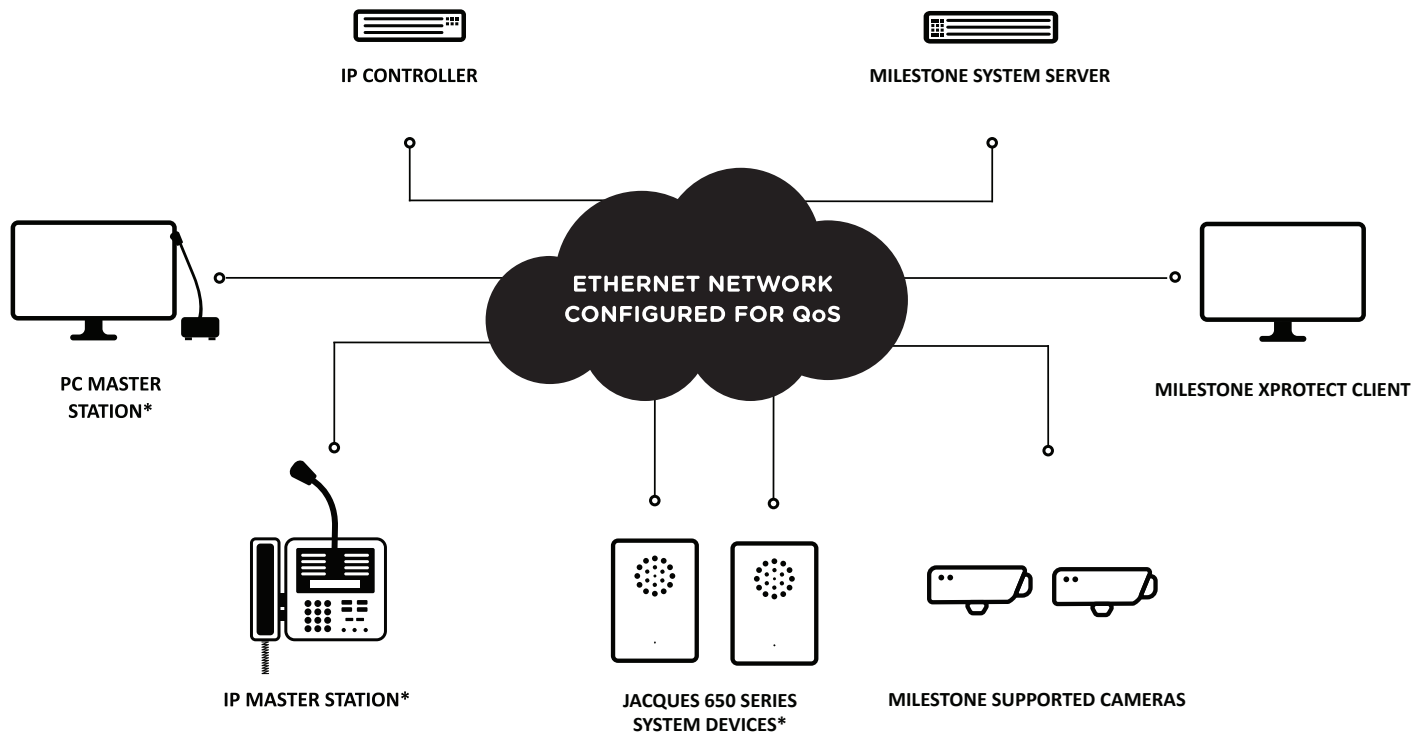 IP CONTROLLER
MILESTONE SYSTEM SERVER
ETHERNET NETWORK
CONFIGURED FOR QoS
PC MASTER
STATION*
MILESTONE XPROTECT CLIENT
IP MASTER STATION*
JACQUES 650 SERIES
SYSTEM DEVICES*
MILESTONE SUPPORTED CAMERAS